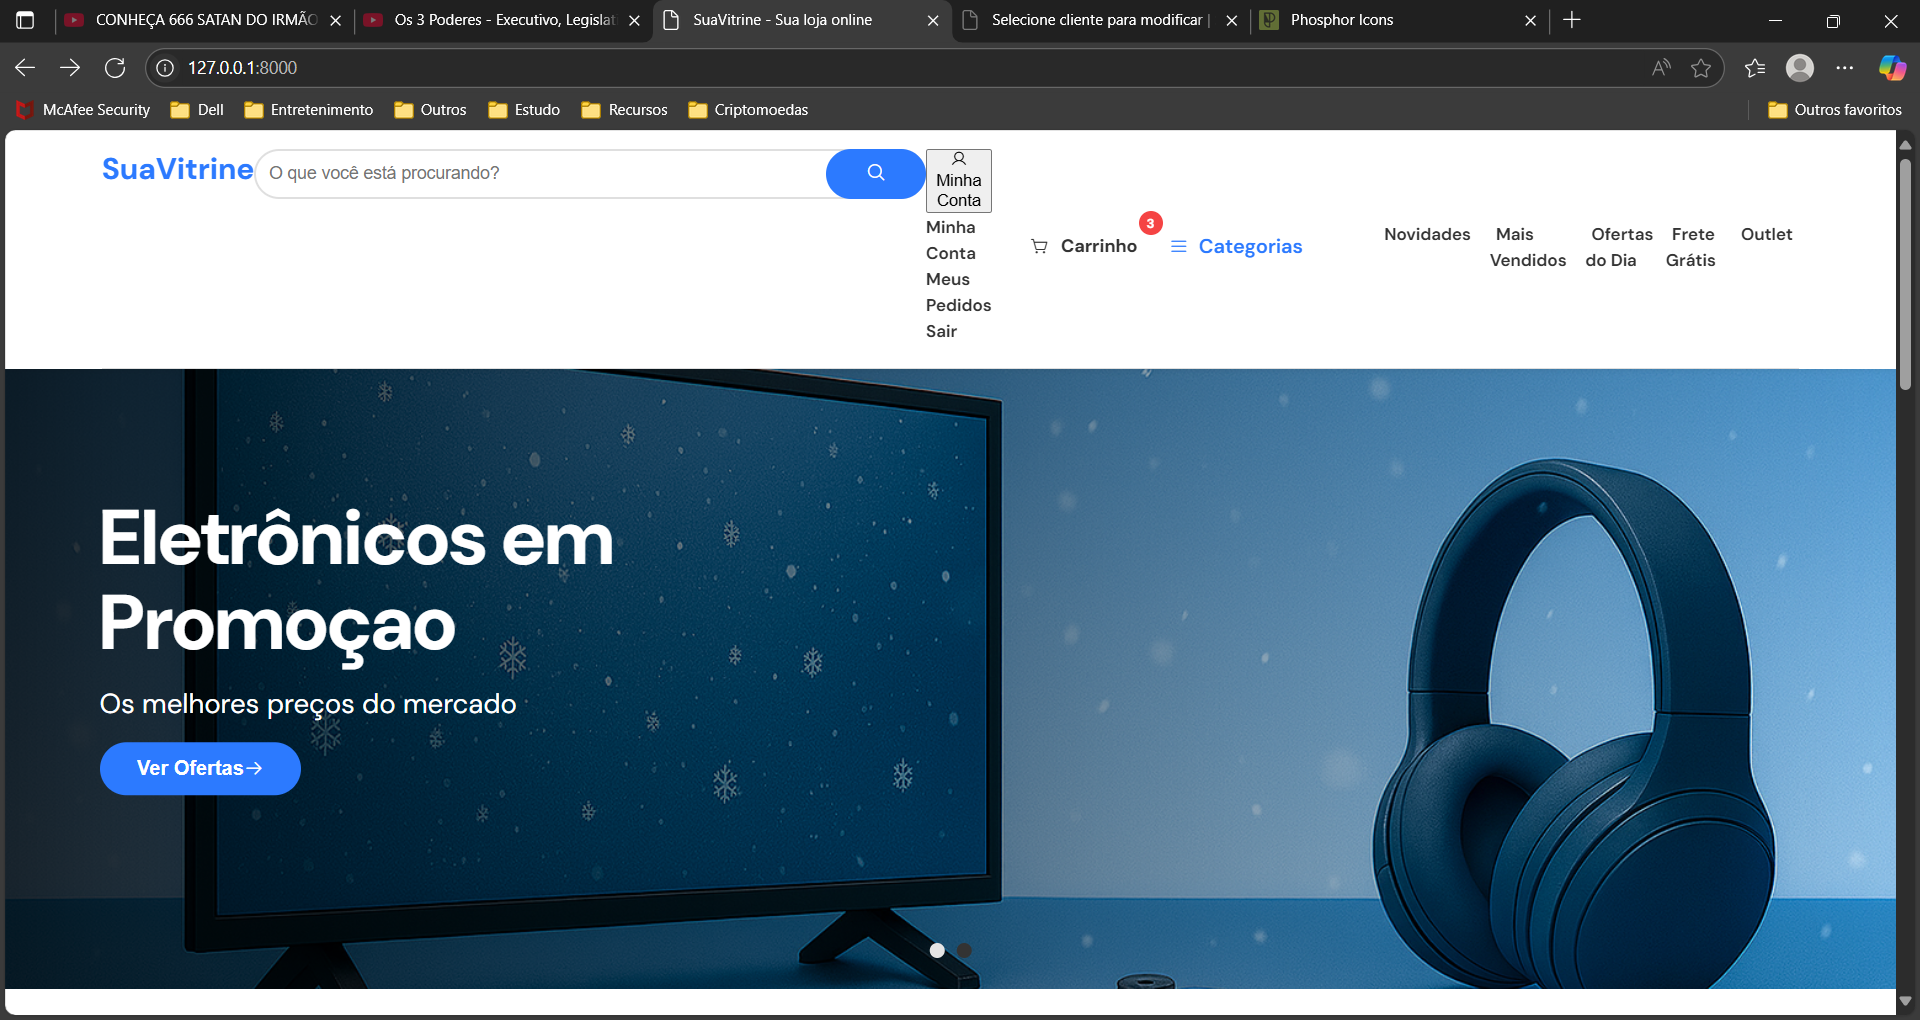 CONHEÇA 666 SATAN DO IRMÃO
Os 3 Poderes - Executivo, Legislat
SuaVitrine - Sua loja online
Selecione cliente para modificar |
Phosphor Icons
127.0.0.1:8000
McAfee Security
Dell
Entretenimento
Outros
Estudo
Recursos
Criptomoedas
Outros favoritos
SuaVitrine
O que você está procurando?
Minha
Conta
Minha
Conta
Meus
Pedidos
Sair
Carrinho
3
Categorias
Novidades
Mais
Vendidos
Ofertas
do Dia
Frete
Grátis
Outlet
Eletrônicos em
Promoçao
Os melhores preços do mercado
Ver Ofertas→